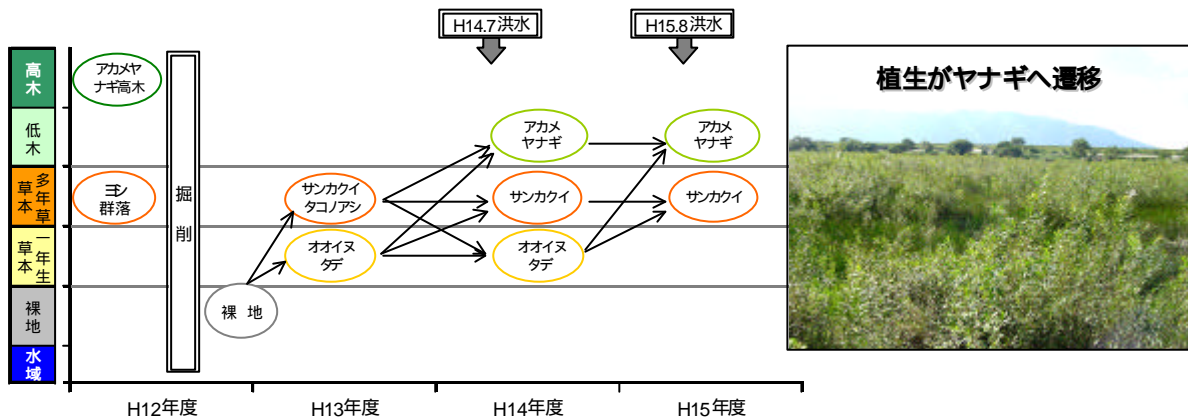 H14.7洪水
H15.8洪水
高木
低木
多年草
草本
一年生
草本
裸地
水域
アカメヤ
ナギ高木
ヨシ
群落
掘削
裸 地
サンカクイ
タコノアシ
オオイヌ
タデ
アカメ
ヤナギ
サンカクイ
オオイヌ
タデ
アカメ
ヤナギ
サンカクイ
植生がヤナギへ遷移
H12年度
H13年度
H14年度
H15年度